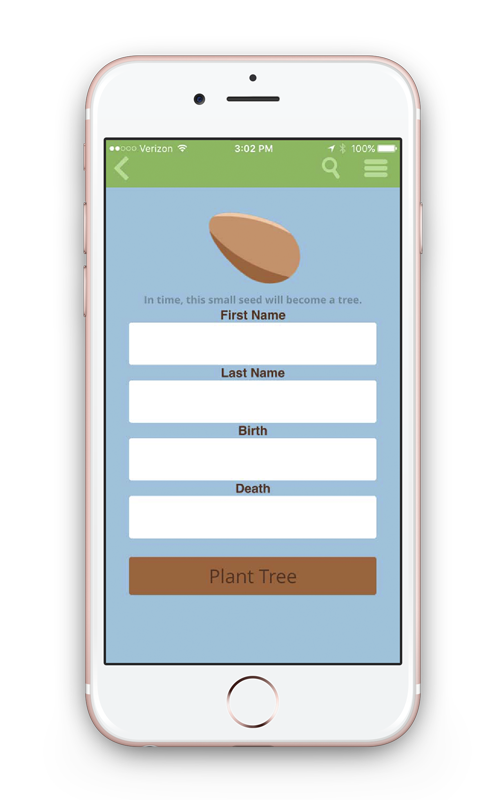 Verizon 3:02 PM 100%
In time, this small seed will become a tree.
First Name
Last Name
Birth
Death
Plant Tree